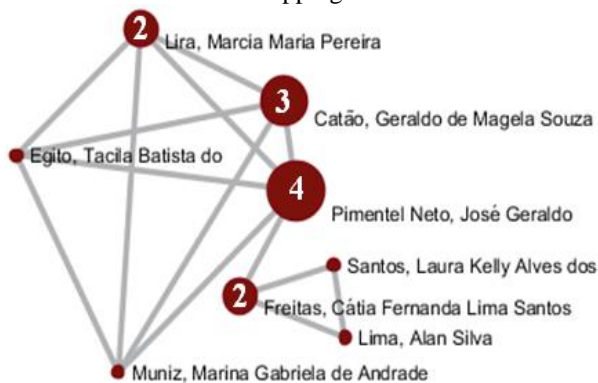 2
Lira, Marcia Maria Pereira
3
Catão, Geraldo de Magela Souza
Egito, Tacila Batista do
4
Pimentel Neto, José Geraldo
Santos, Laura Kelly Alves dos
2
Freitas, Cátia Fernanda Lima Santos
Lima, Alan Silva
Muniz, Marina Gabriela de Andrade